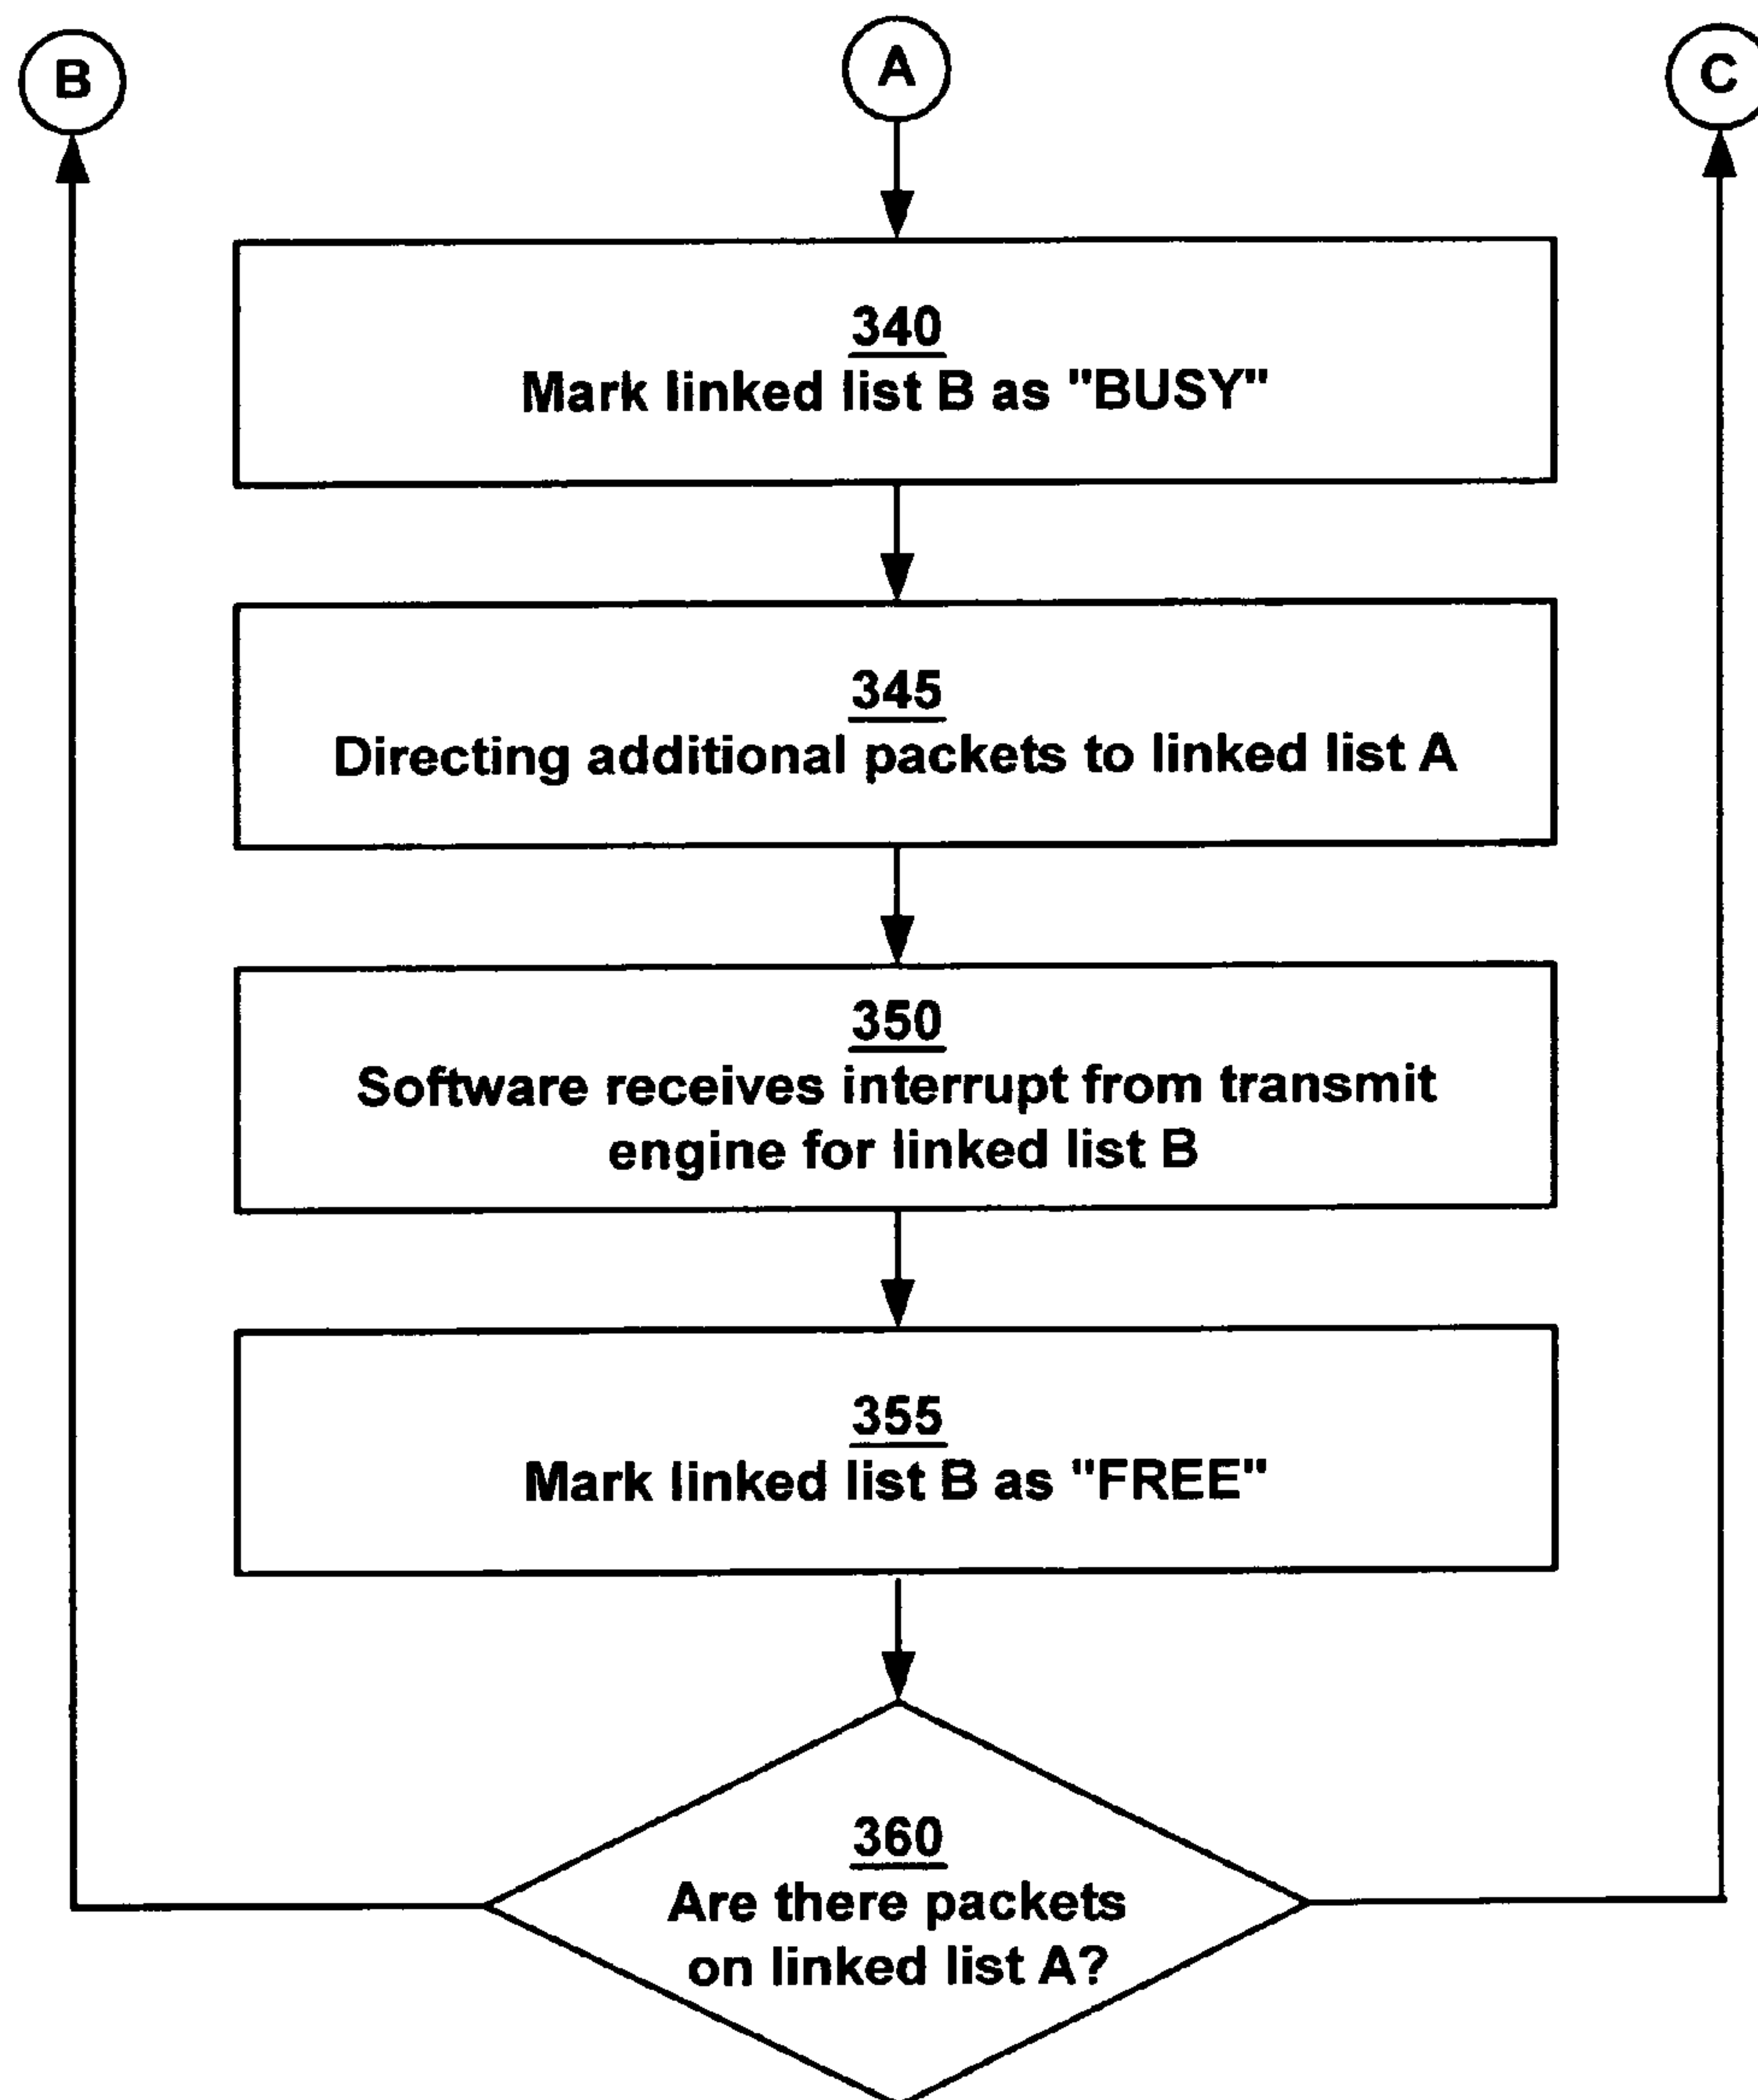 B
A
C
340
Mark linked list B as "BUSY"
345
Directing additional packets to linked list A
350
Software receives interrupt from transmit
engine for linked list B
355
Mark linked list B as "FREE"
360
Are there packets
on linked list A?